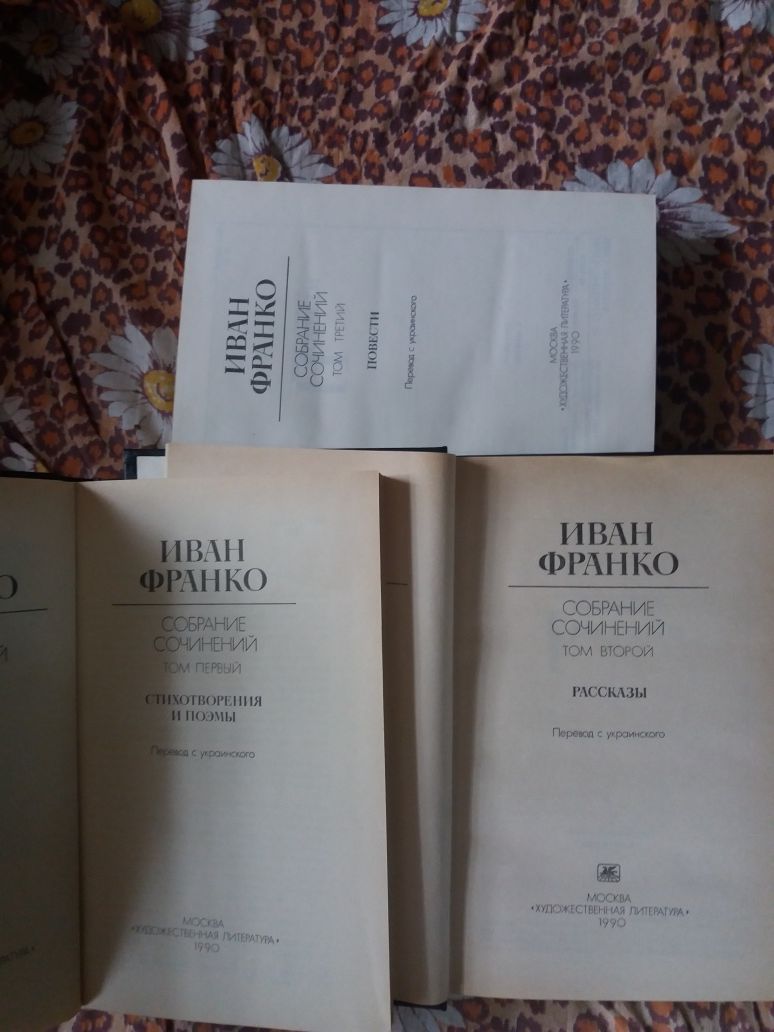 ИВАН
ФРАНКО
СОБРАНИЕ
СОЧИНЕНИЙ
ТОМ ТРЕТИЙ
ПОВЕСТИ
Перевод с украинского
МОСКВА
«ХУДОЖЕСТВЕННАЯ ЛИТЕРАТУРА»
1990
ИВАН
ФРАНКО
СОБРАНИЕ
СОЧИНЕНИЙ
ТОМ ПЕРВЫЙ
СТИХОТВОРЕНИЯ
И ПОЭМЫ
Перевод с украинского
МОСКВА
«ХУДОЖЕСТВЕННАЯ ЛИТЕРАТУРА»
1990
ИВАН
ФРАНКО
СОБРАНИЕ
СОЧИНЕНИЙ
ТОМ ВТОРОЙ
РАССКАЗЫ
Перевод с украинского
МОСКВА
«ХУДОЖЕСТВЕННАЯ ЛИТЕРАТУРА»
1990